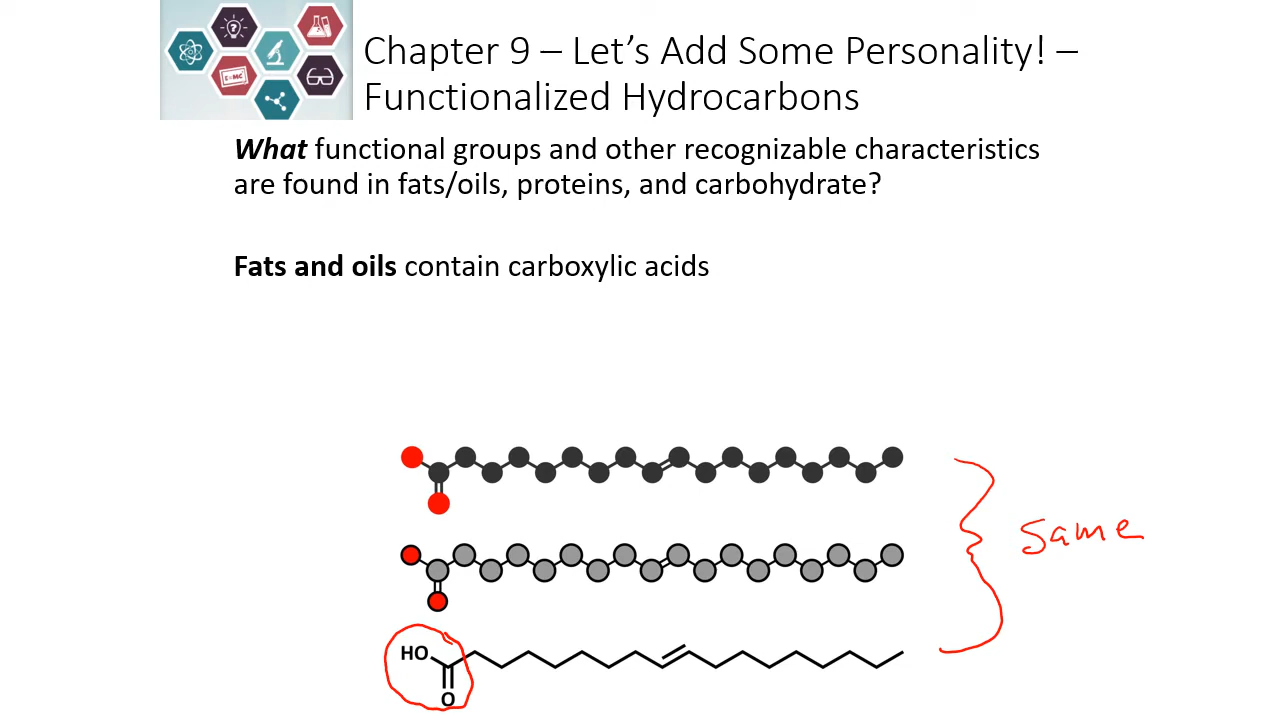 Chapter 9 – Let's Add Some Personality! –
Functionalized Hydrocarbons
What functional groups and other recognizable characteristics
are found in fats/oils, proteins, and carbohydrate?
Fats and oils contain carboxylic acids
Same
HO
O